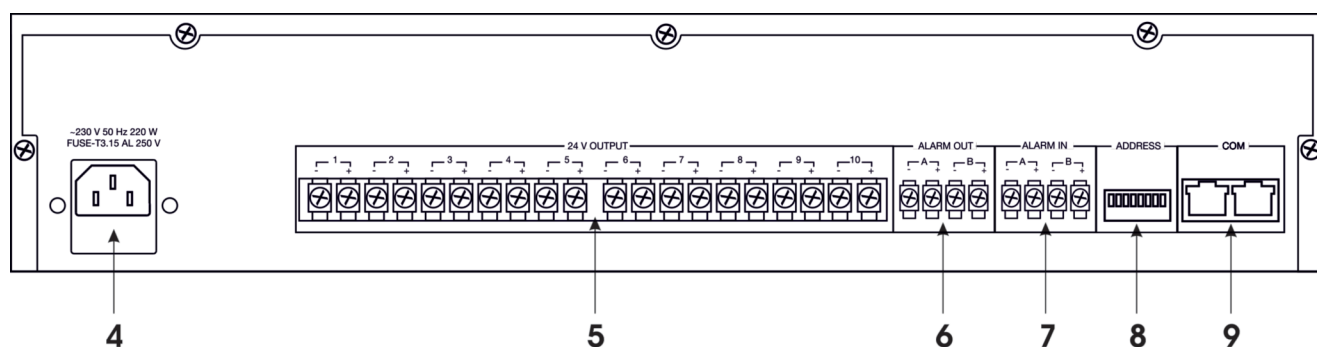 ~230 V 50 Hz 220 W
FUSE-T3.15 AL 250 V
24 V OUTPUT
1 2 3 4 5 6 7 8 9 10
- + - + - + - + - + - + - + - + - + - +
ALARM OUT
A B
- + - +
ALARM IN
A B
- + - +
ADDRESS
COM
4 5 6 7 8 9